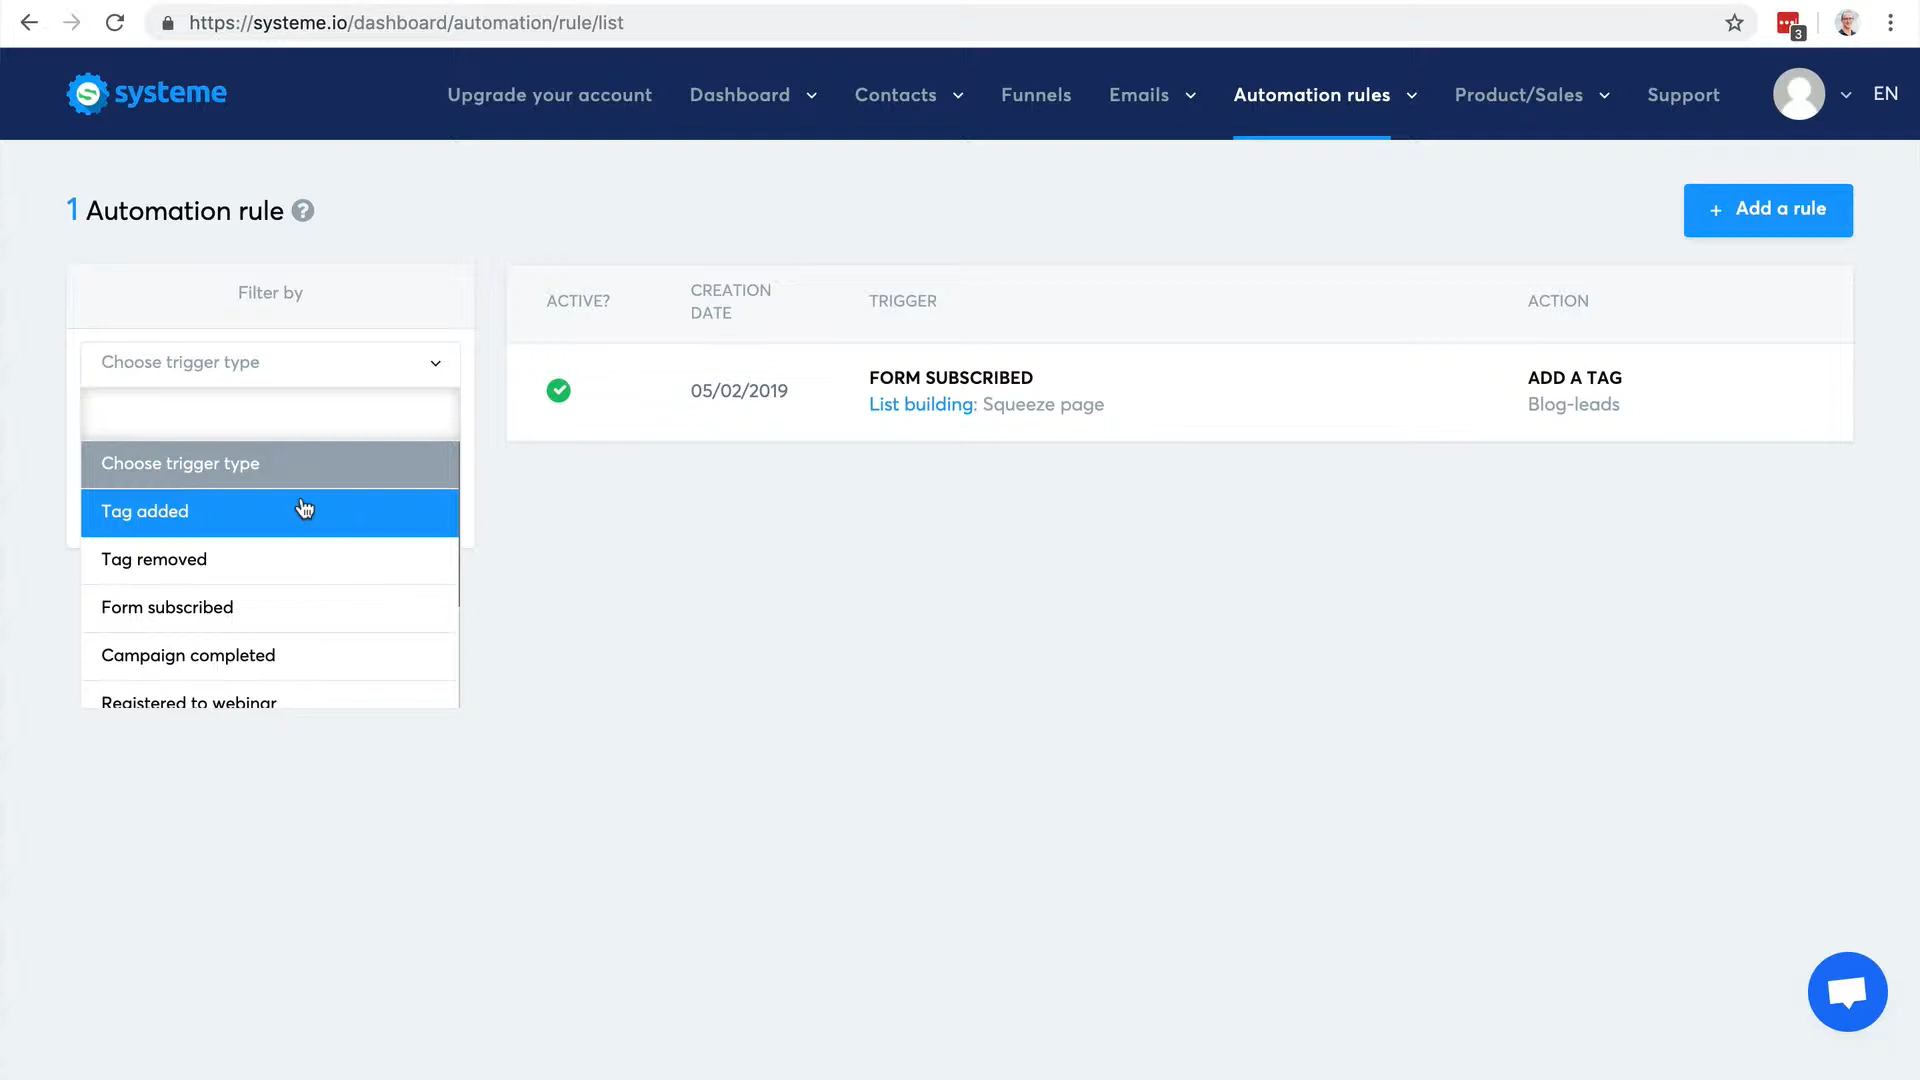 https://systeme.io/dashboard/automation/rule/list
3
systeme
Upgrade your account
Dashboard
Contacts
Funnels
Emails
Automation rules
Product/Sales
Support
EN
1 Automation rule ?
+ Add a rule
Filter by
Choose trigger type
Choose trigger type
Tag added
Tag removed
Form subscribed
Campaign completed
Registered to webinar
ACTIVE?
CREATION
DATE
TRIGGER
ACTION
05/02/2019
FORM SUBSCRIBED
List building: Squeeze page
ADD A TAG
Blog-leads